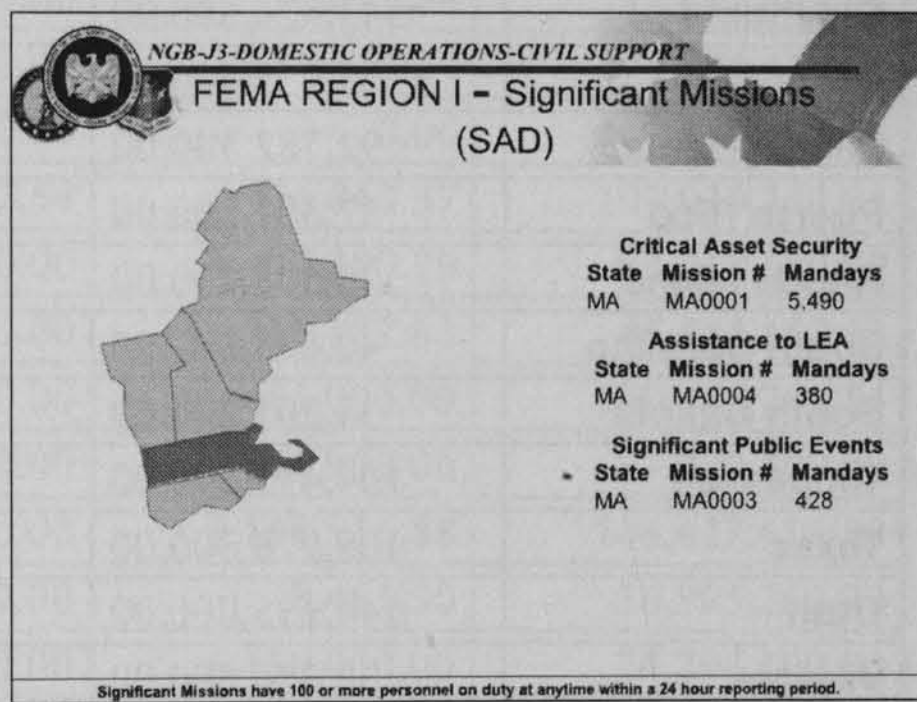 NGB-J3-DOMESTIC OPERATIONS-CIVIL SUPPORT
FEMA REGION I - Significant Missions
(SAD)
Critical Asset Security
State Mission # Mandays
MA MA0001 5,490
Assistance to LEA
State Mission # Mandays
MA MA0004 380
Significant Public Events
State Mission # Mandays
MA MA0003 428
Significant Missions have 100 or more personnel on duty at anytime within a 24 hour reporting period.